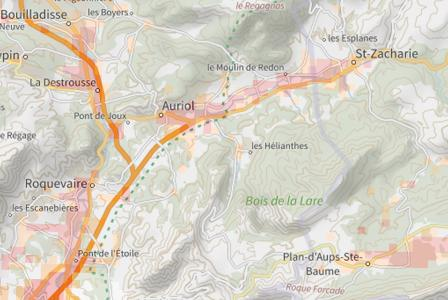 le Regagnas
les Boyers
Bouilladisse
Neuve
les Esplanes
St-Zacharie
ypin
le Moulin de Redon
La Destrousse
Auriol
Pont de Joux
e Régage
les Hélianthes
Roquevaire
Bois de la Lare
les Escanebières
Pont de l'Étoile
Plan-d'Aups-Ste-
Baume
Roque Forcade